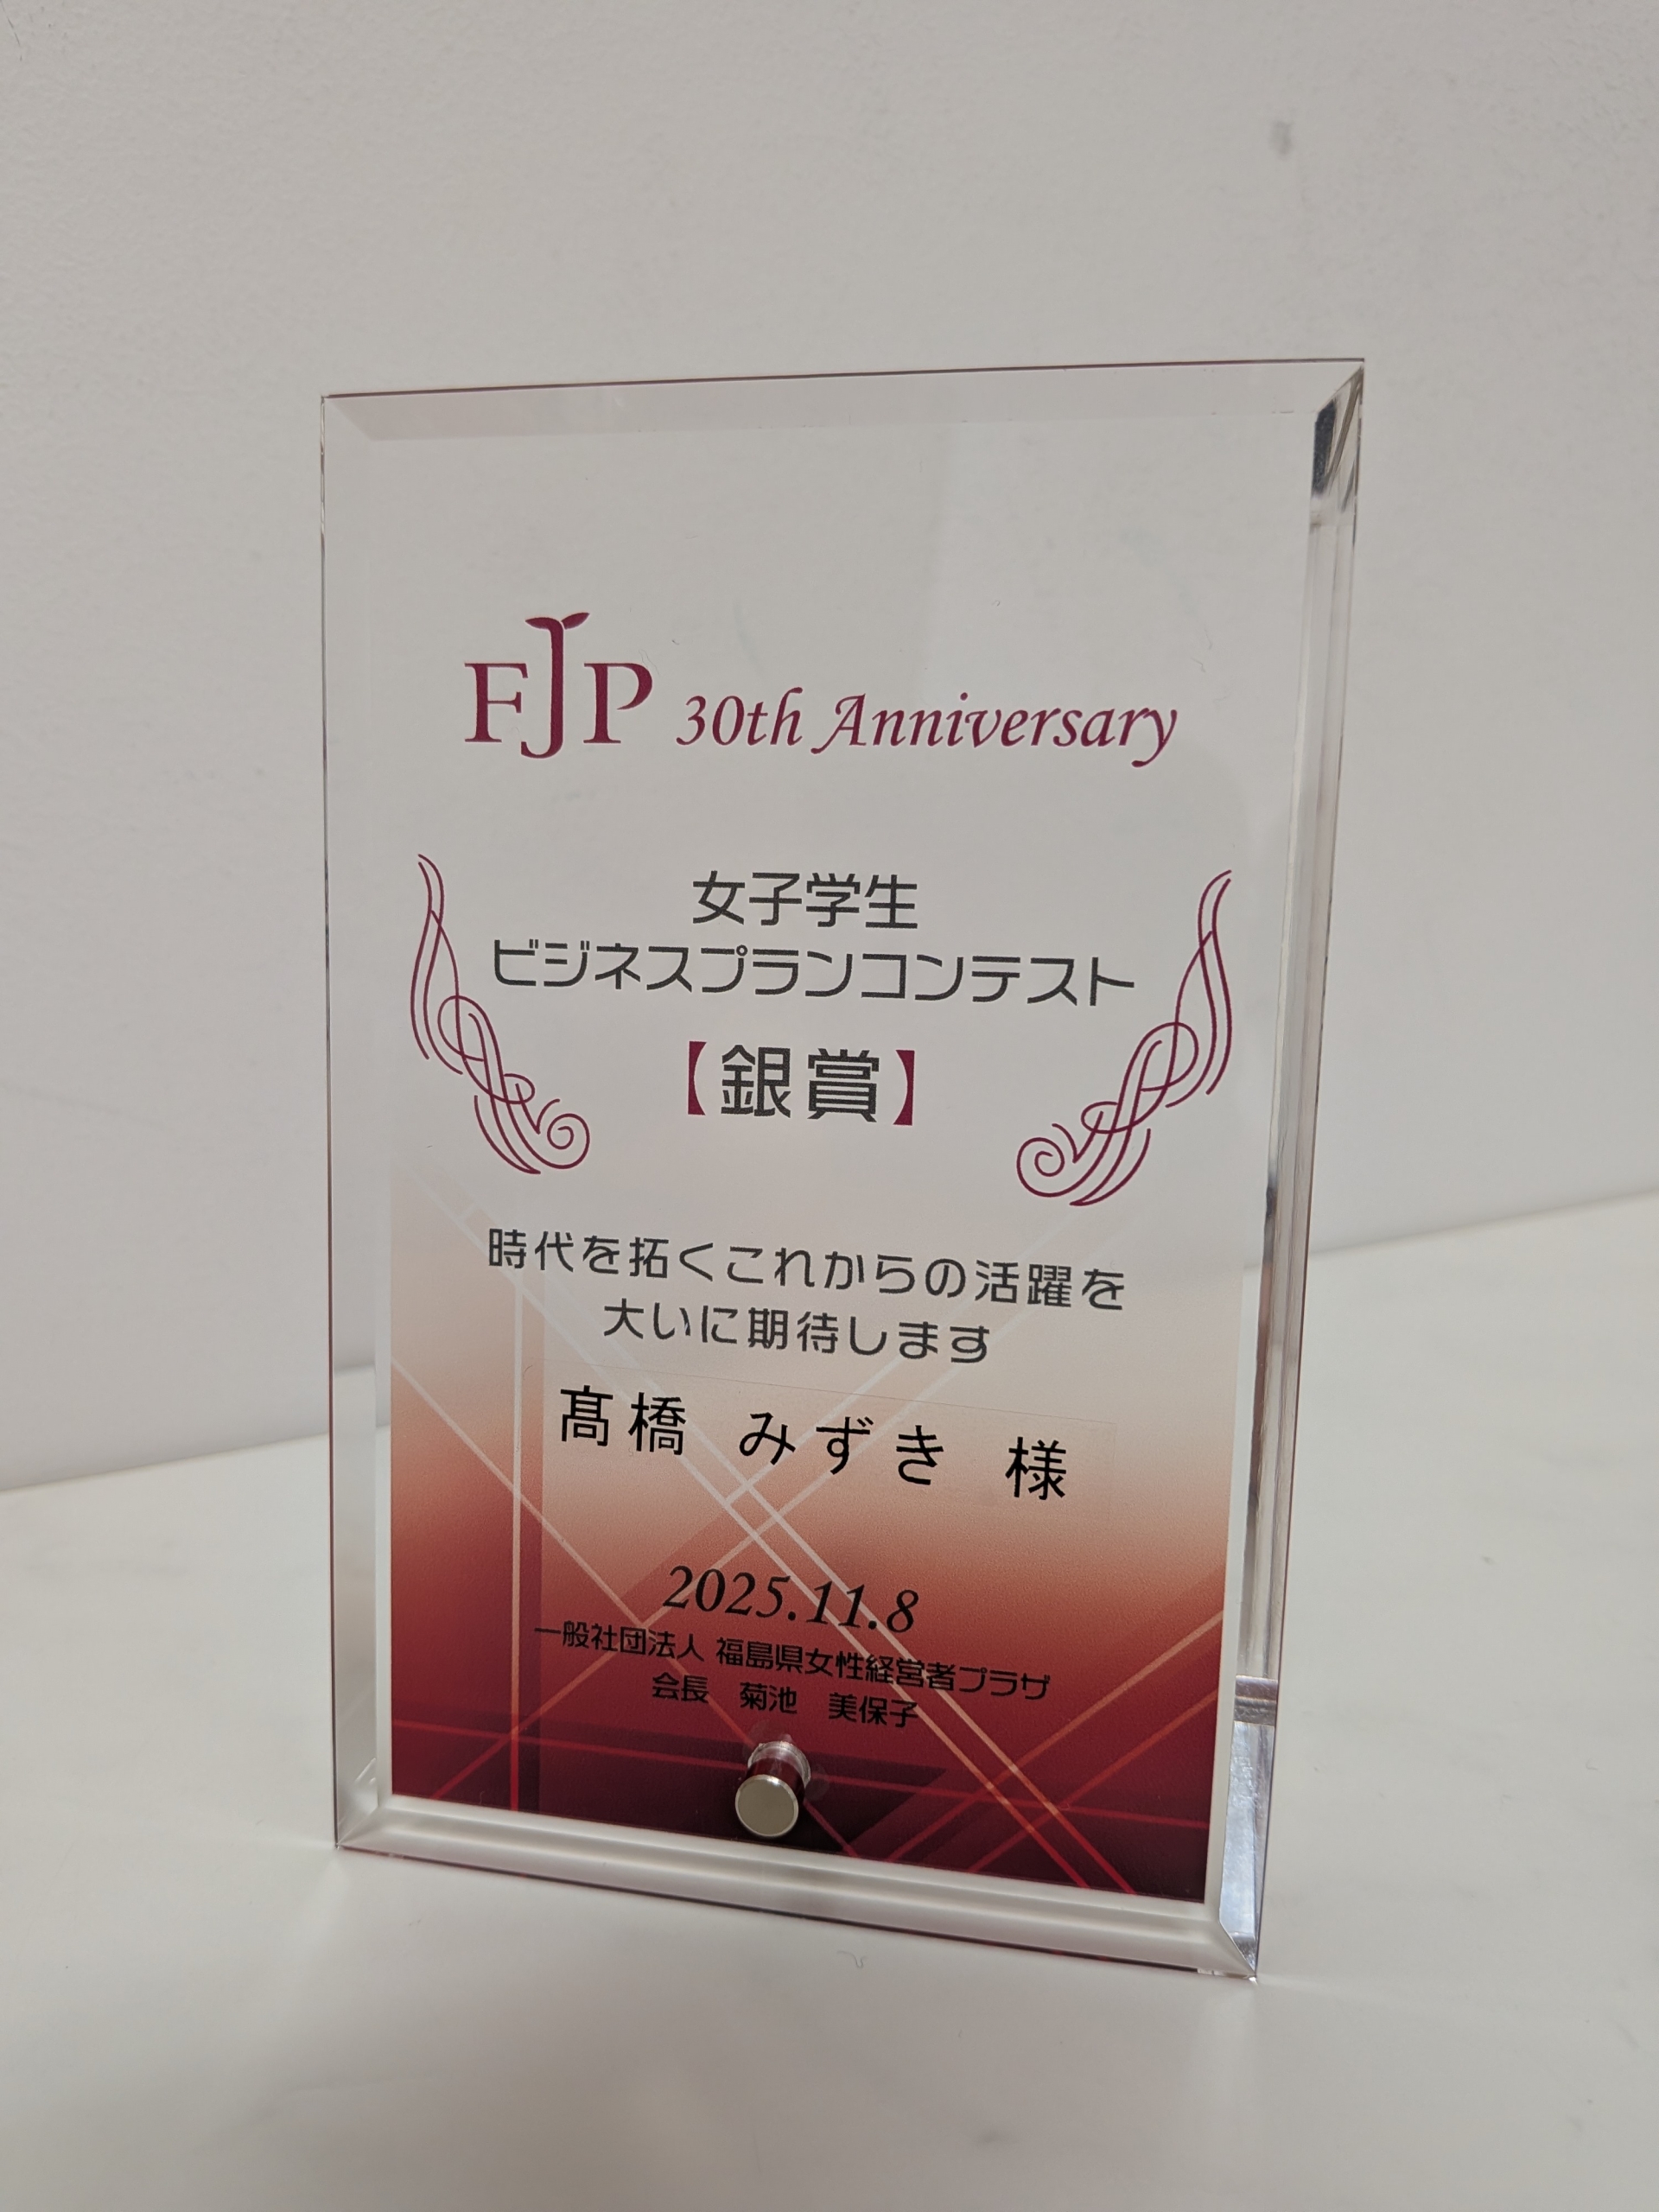 FJP 30th Anniversary
女子学生
ビジネスプランコンテスト
【銀賞】
時代を拓くこれからの活躍を
大いに期待します
髙橋 みずき 様
2025.11.8
一般社団法人 福島県女性経営者プラザ
会長 菊池 美保子